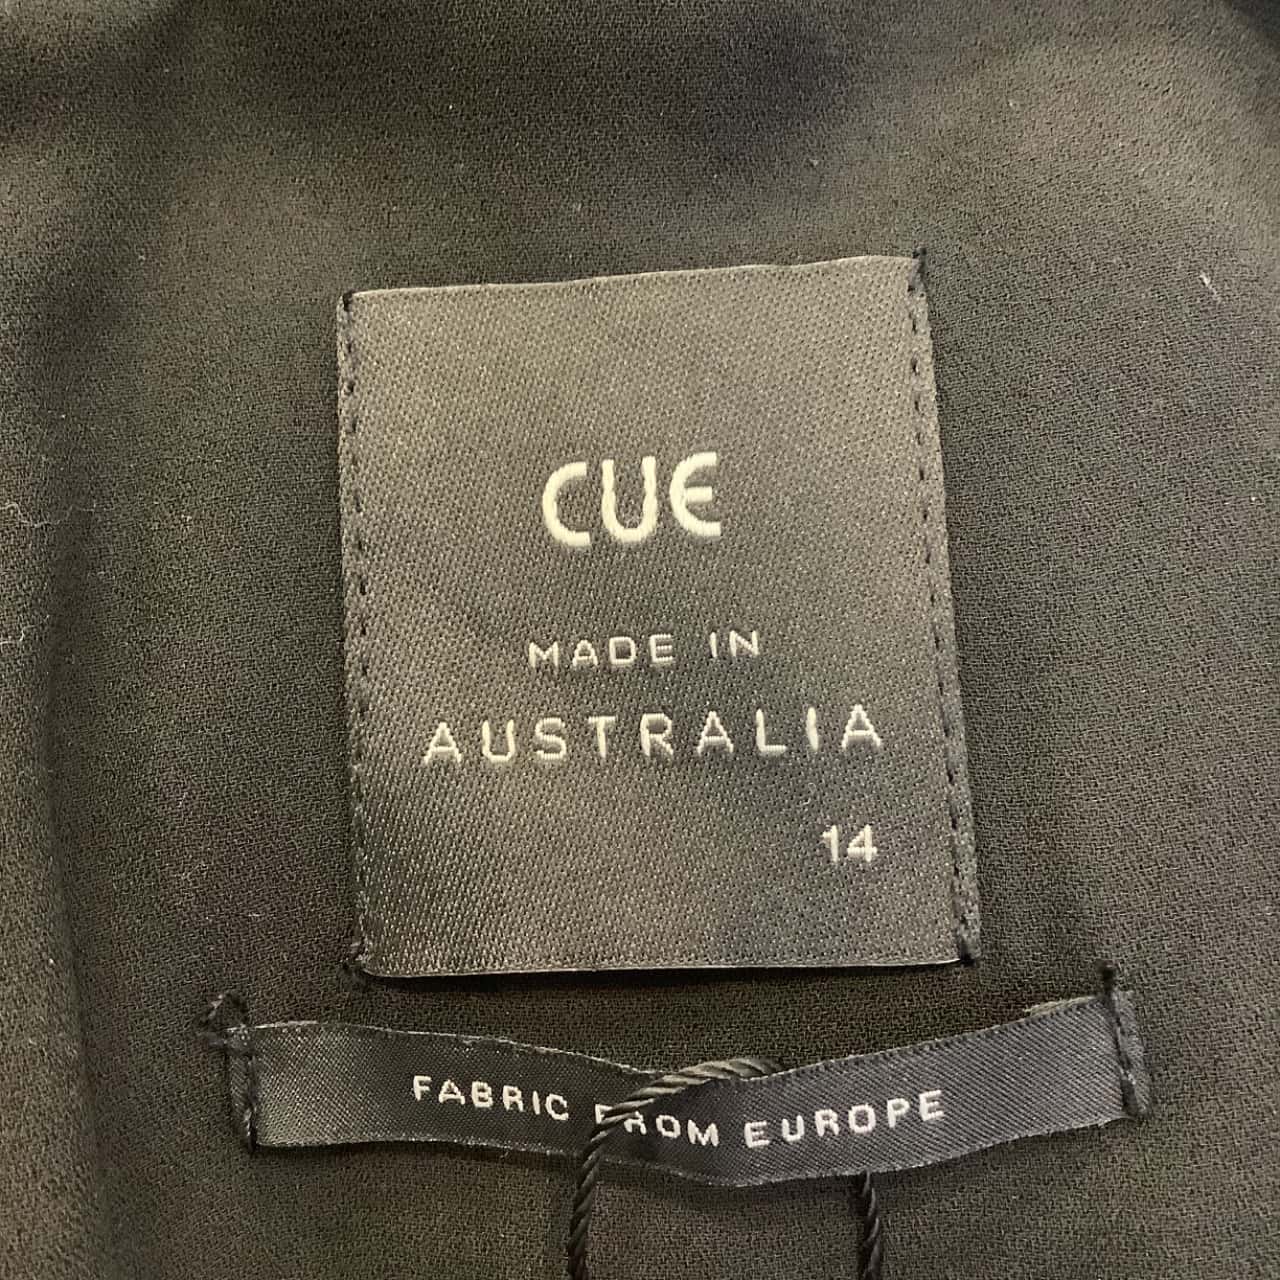 CUE
MADE IN
AUSTRALIA
14
FABRIC FROM EUROPE